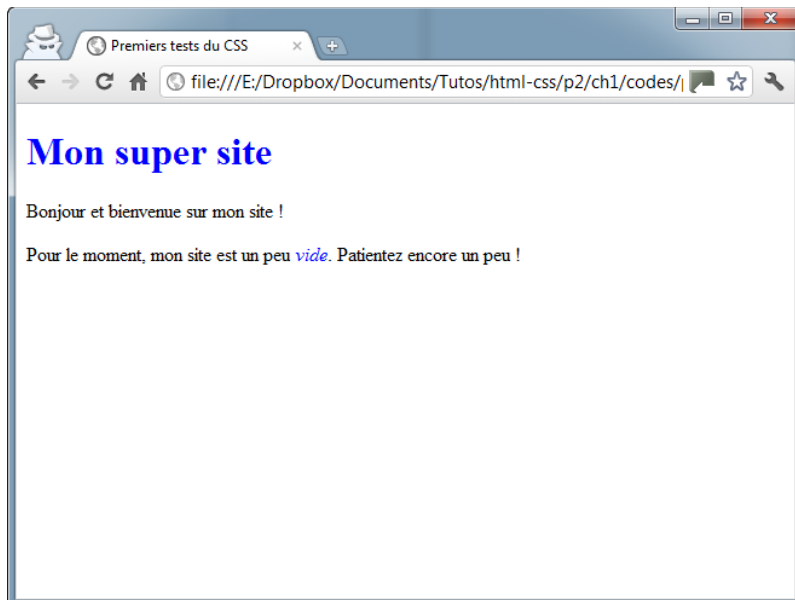 Premiers tests du CSS
file:///E:/Dropbox/Documents/Tutos/html-css/p2/ch1/codes/
Mon super site
Bonjour et bienvenue sur mon site !
Pour le moment, mon site est un peu vide. Patientez encore un peu !